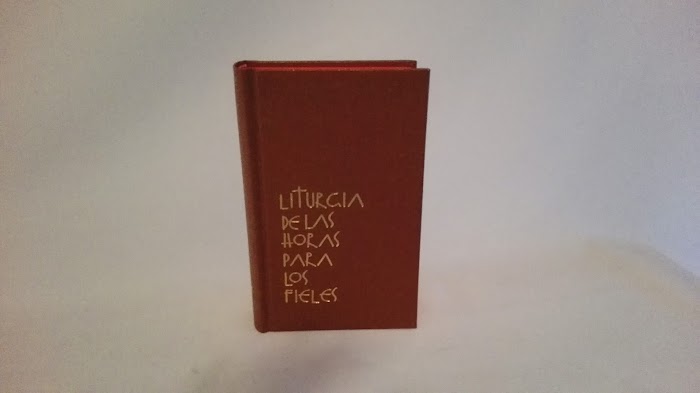 LITURGIA
DE LAS
HORAS
PARA
LOS
FIELES